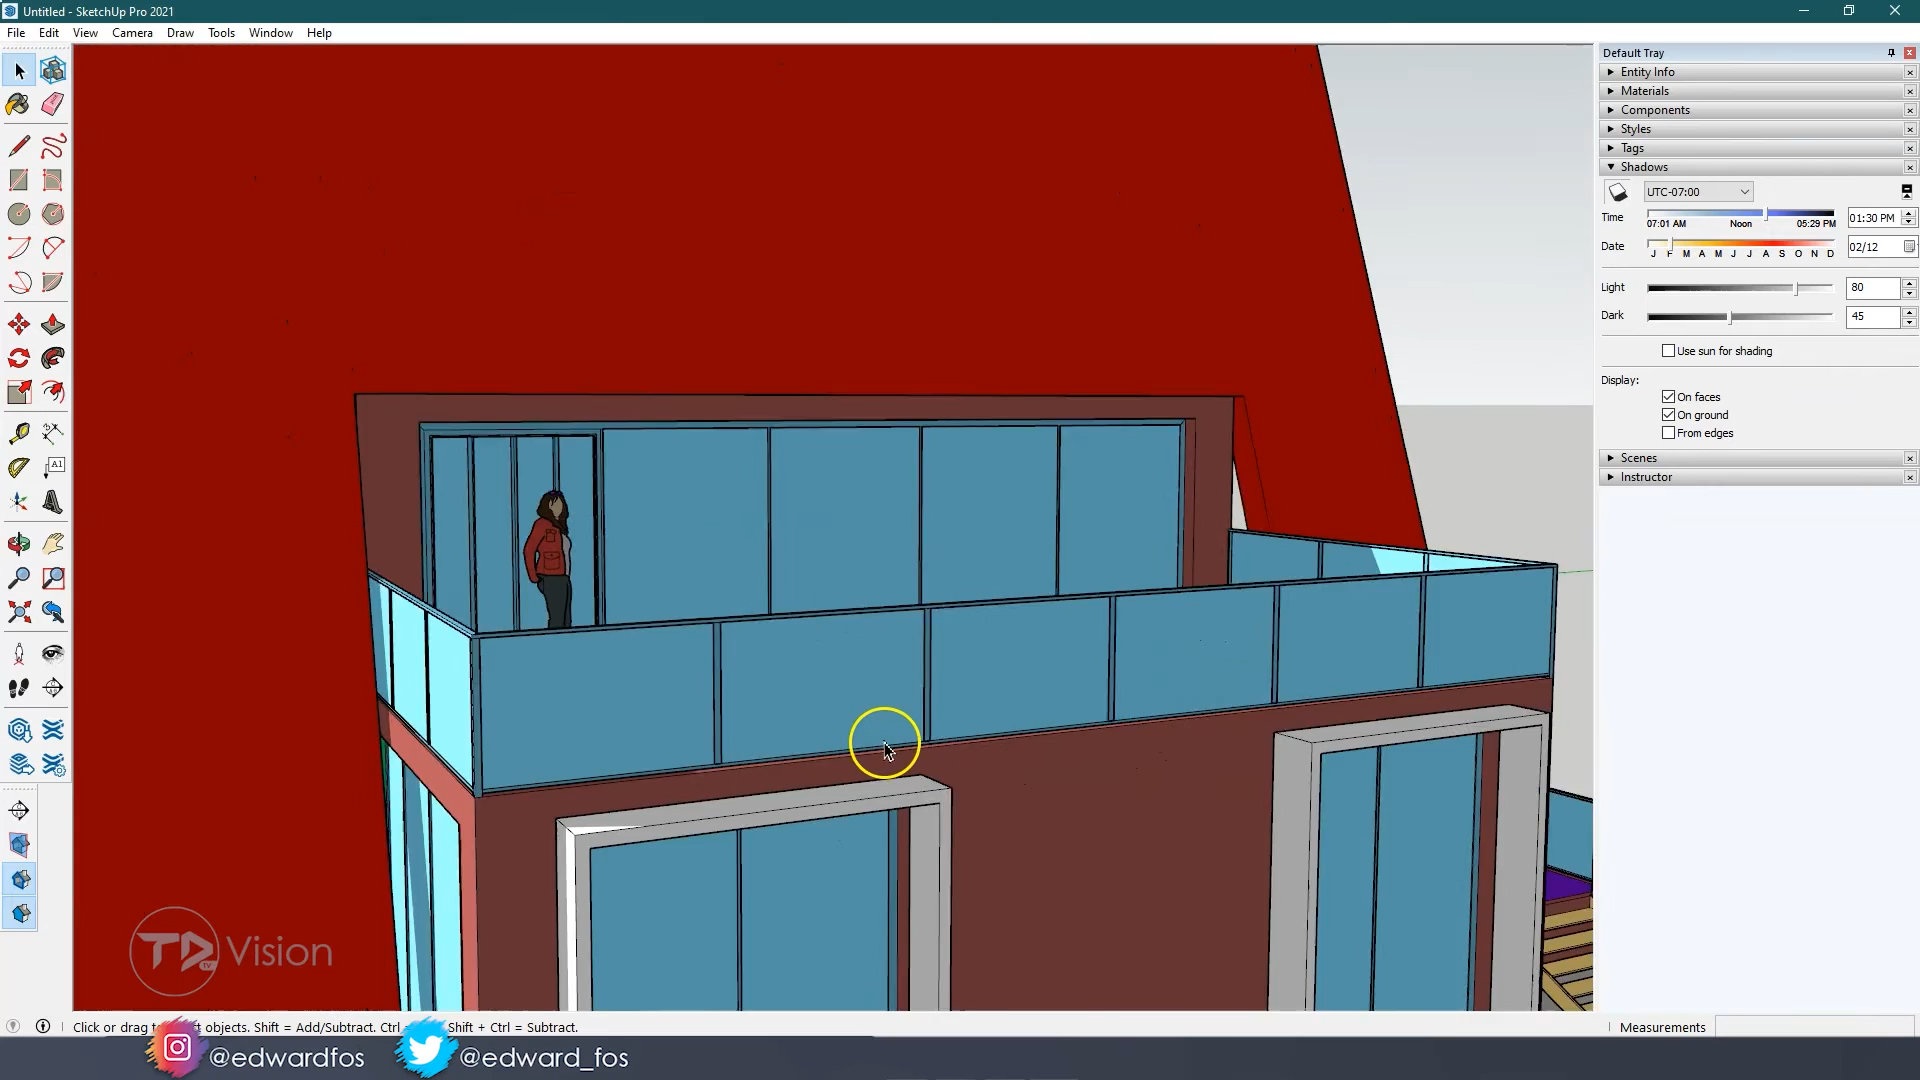 Untitled - SketchUp Pro 2021
File Edit View Camera Draw Tools Window Help
Default Tray
Entity Info
Materials
Components
Styles
Tags
Shadows
UTC-07:00
Time
07:01 AM Noon 05:29 PM
01:30 PM
Date
J F M A M J J A S O N D
02/12
Light 80
Dark 45
Use sun for shading
Display:
On faces
On ground
From edges
Scenes
Instructor
A1
TD Vision
TV
Click or drag t objects. Shift = Add/Subtract. Ctrl Shift + Ctrl = Subtract.
Measurements
@edwardfos @edward_fos